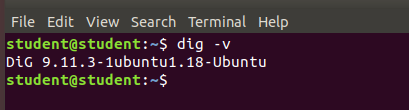 File Edit View Search Terminal Help
student@student:~$ dig -v
DiG 9.11.3-1ubuntu1.18-Ubuntu
student@student:~$